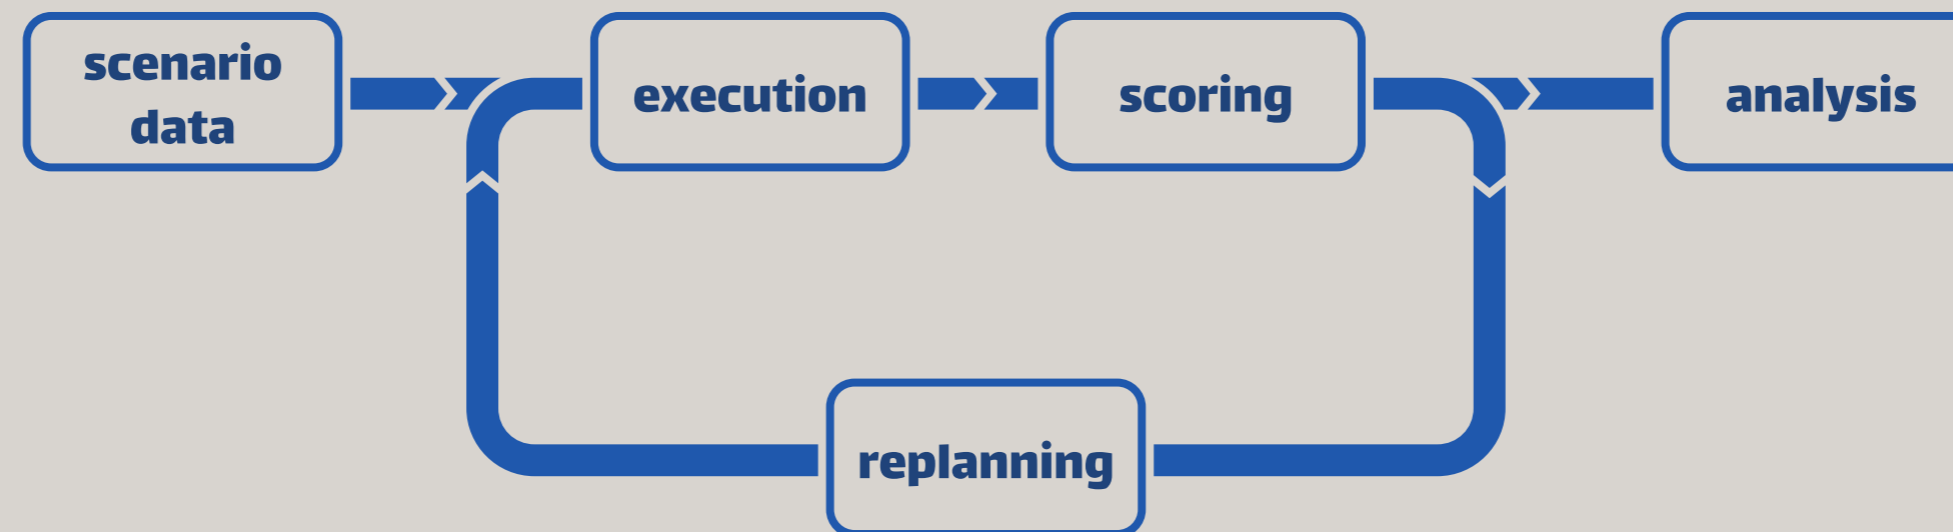 scenario
data
execution
scoring
analysis
replanning